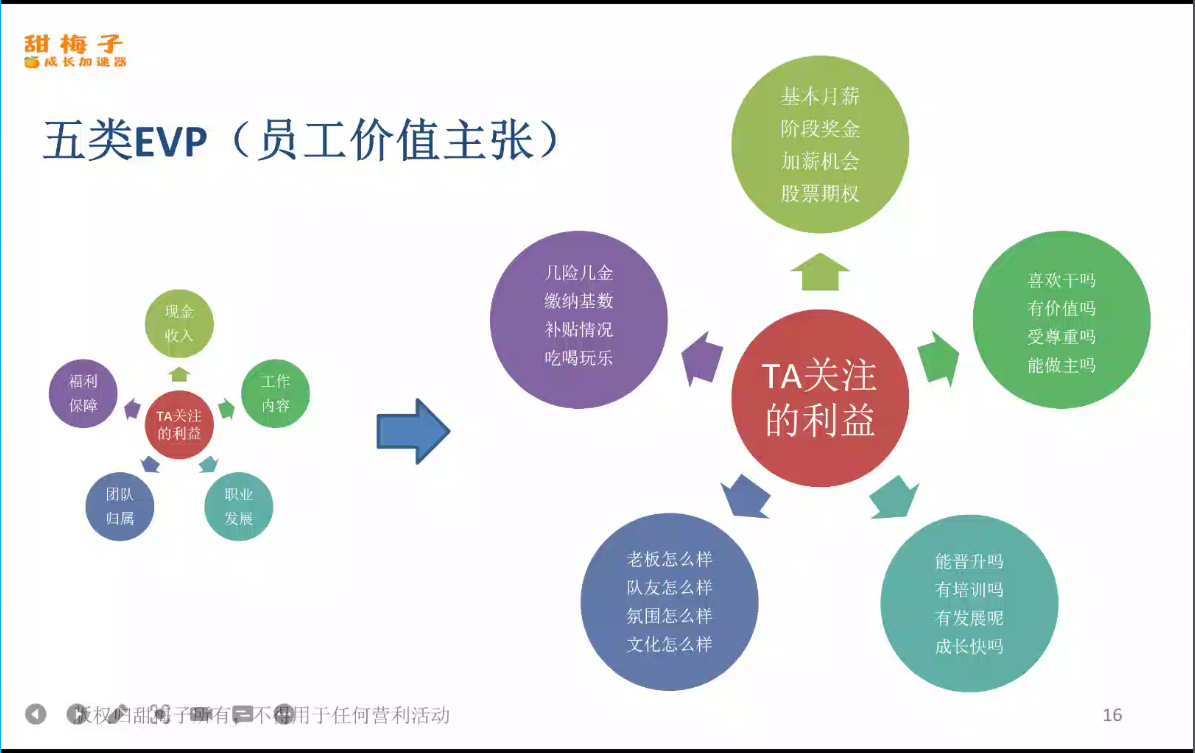 甜梅子
成长加速器
五类EVP（员工价值主张）
现金
收入
福利
保障
工作
内容
TA关注
的利益
团队
归属
职业
发展
基本月薪
阶段奖金
加薪机会
股票期权
几险几金
缴纳基数
补贴情况
吃喝玩乐
喜欢干吗
有价值吗
受尊重吗
能做主吗
TA关注
的利益
老板怎么样
队友怎么样
氛围怎么样
文化怎么样
能晋升吗
有培训吗
有发展呢
成长快吗
版权归甜梅子所有，不得用于任何营利活动
16